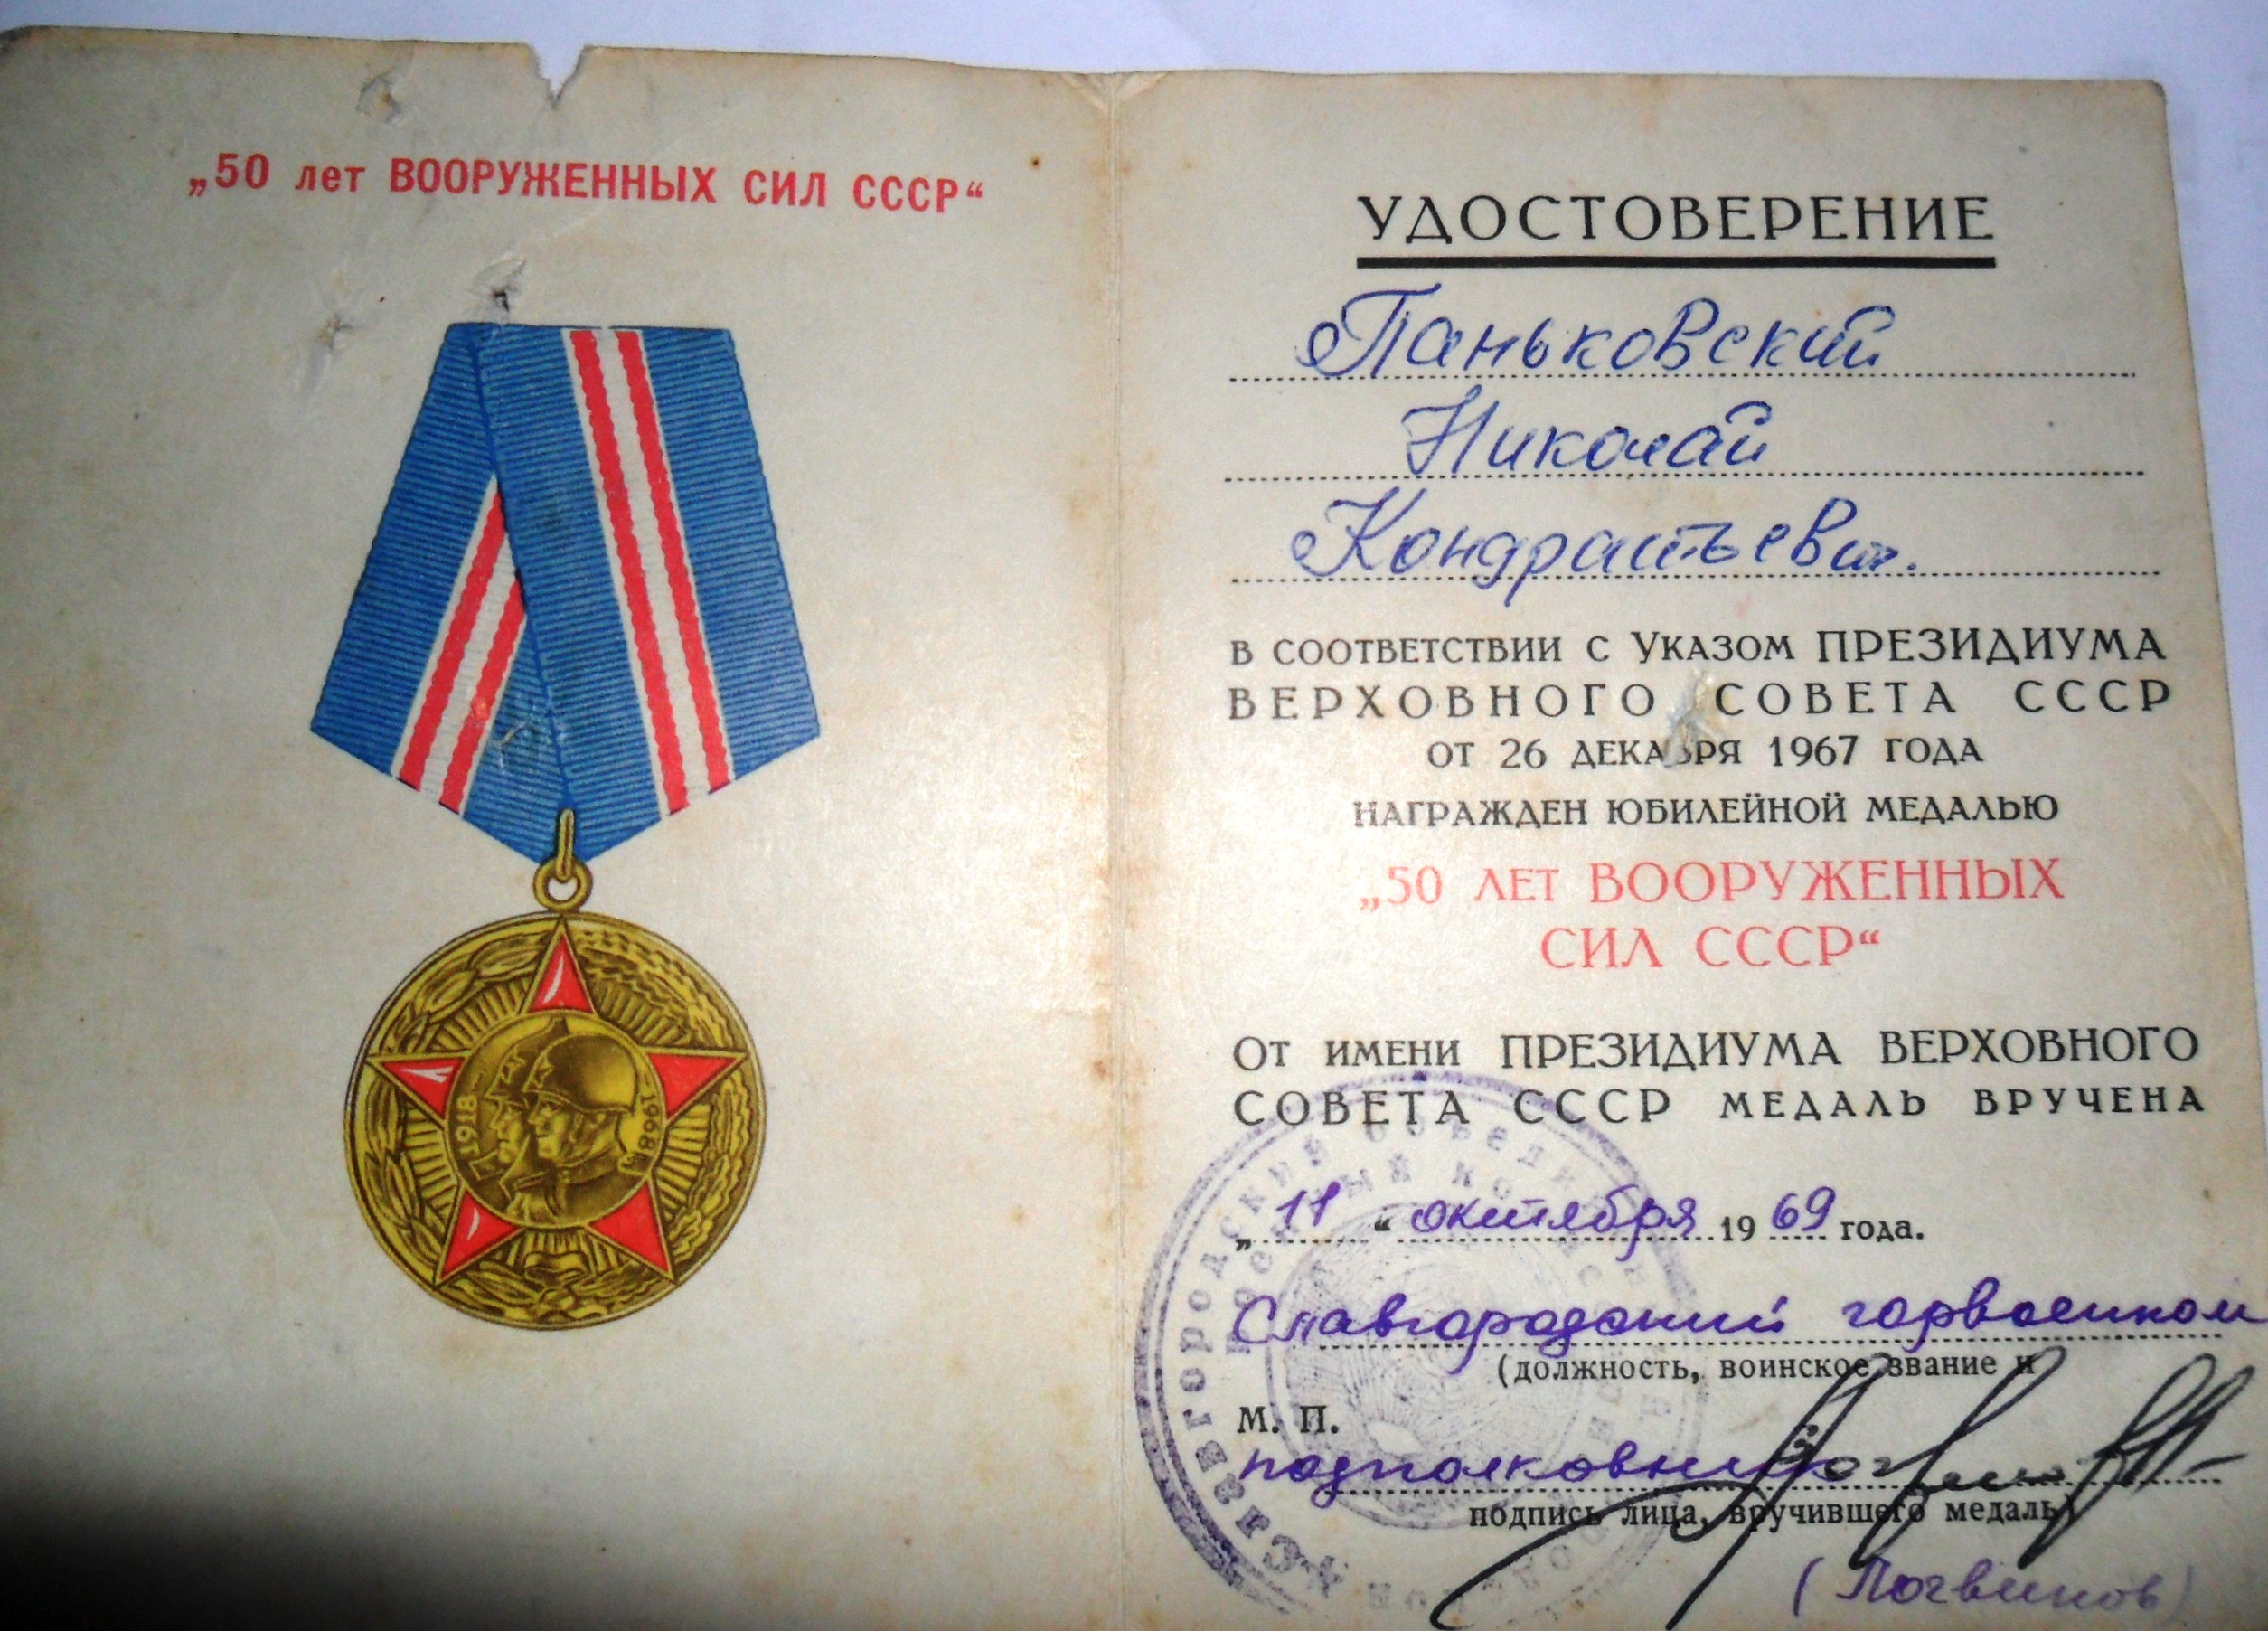 „50 лет ВООРУЖЕННЫХ СИЛ СССР“
1918
1968
УДОСТОВЕРЕНИЕ
Паньковский
Николай
Кондратьевич.
В СООТВЕТСТВИИ С УКАЗОМ ПРЕЗИДИУМА
ВЕРХОВНОГО СОВЕТА СССР
ОТ 26 ДЕКАБРЯ 1967 ГОДА
НАГРАЖДЕН ЮБИЛЕЙНОЙ МЕДАЛЬЮ
„50 ЛЕТ ВООРУЖЕННЫХ
СИЛ СССР“
ОТ ИМЕНИ ПРЕЗИДИУМА ВЕРХОВНОГО
СОВЕТА СССР МЕДАЛЬ ВРУЧЕНА
„11“ октября 1969 года.
Славгородский горвоенком
(должность, воинское звание и
М. П.
подполковник
подпись лица, вручившего медаль)
(Логвинов)
Славгородский